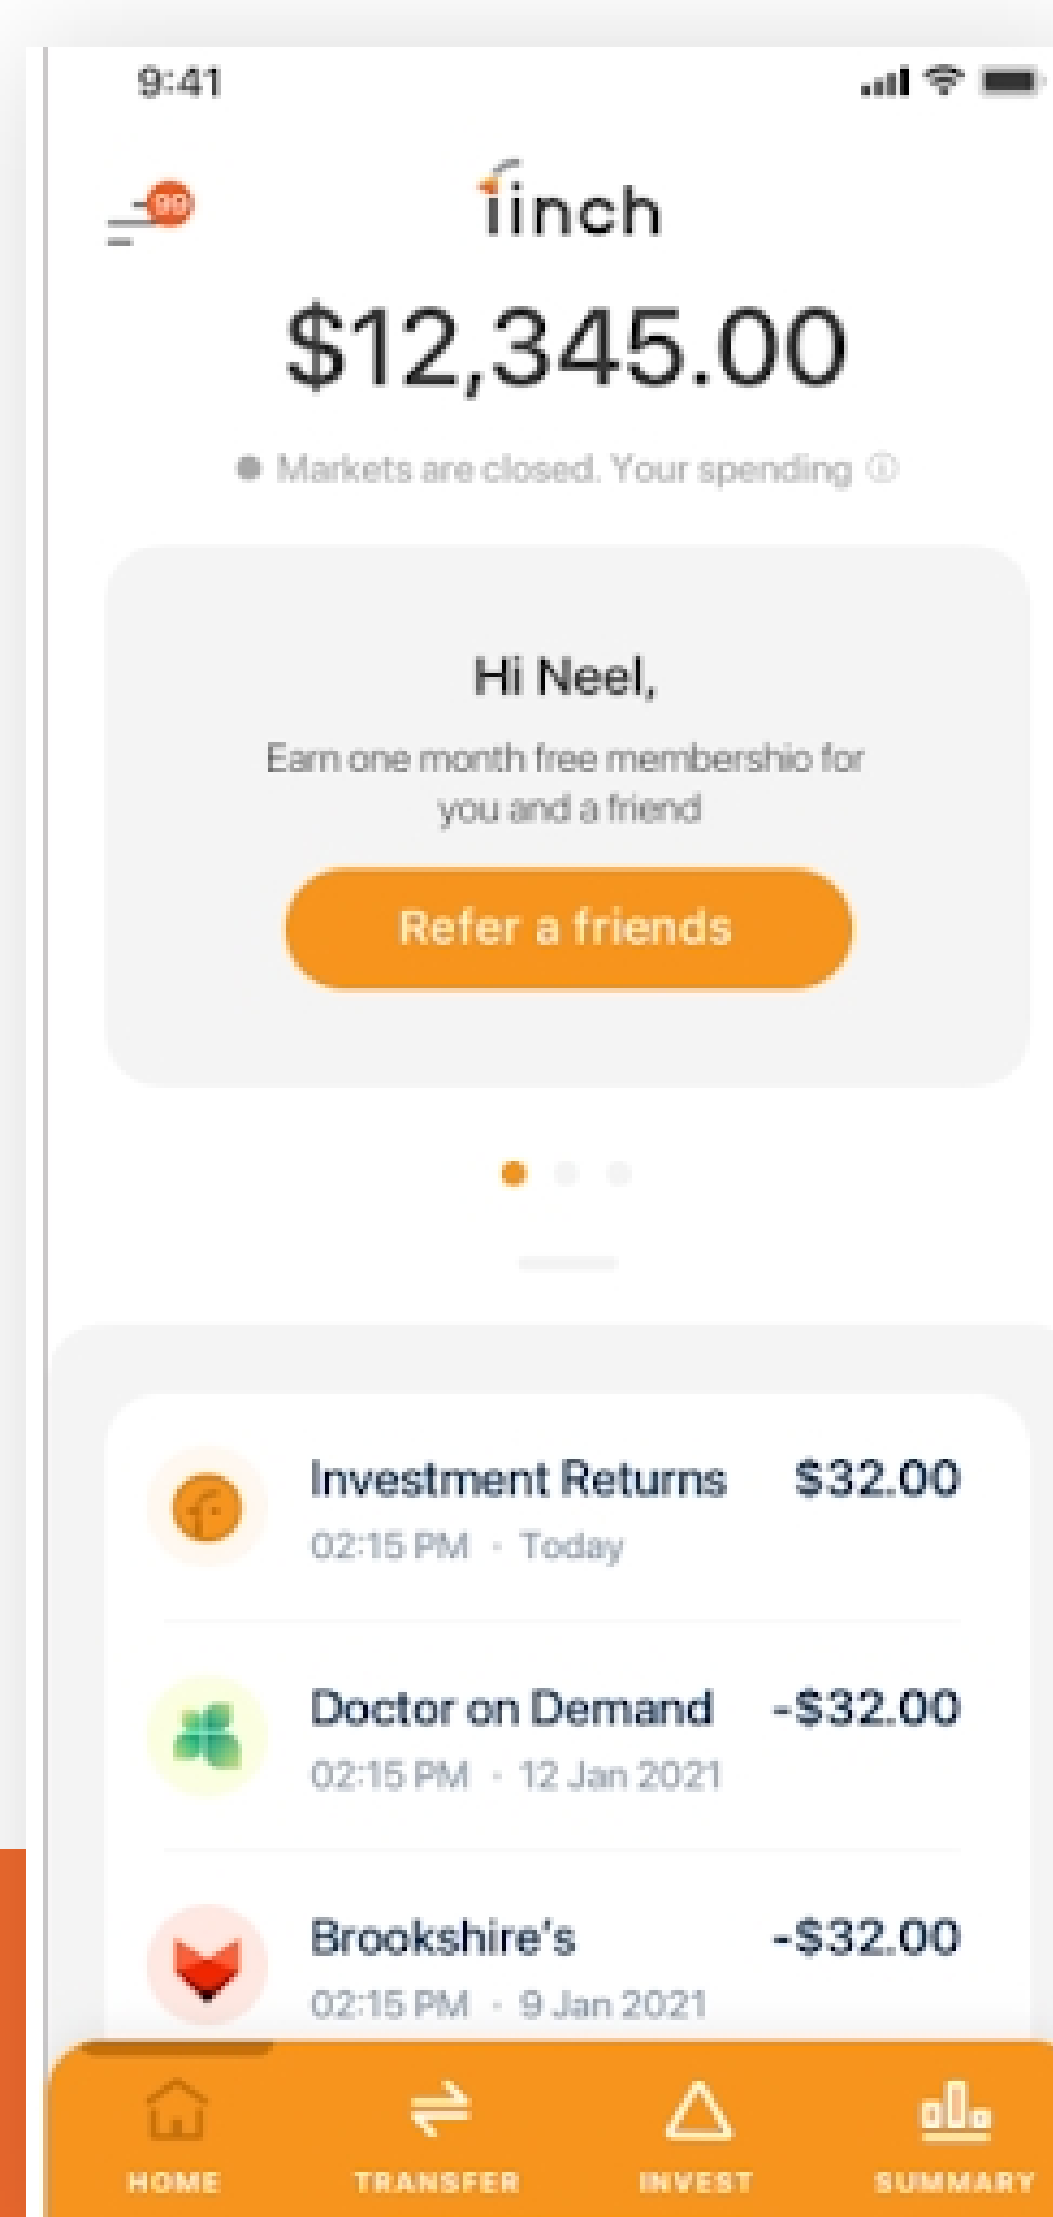 9:41
99
finch
$12,345.00
Markets are closed. Your spending
Hi Neel,
Earn one month free membershio for
you and a friend
Refer a friends
Investment Returns $32.00
02:15 PM · Today
Doctor on Demand -$32.00
02:15 PM · 12 Jan 2021
Brookshire's -$32.00
02:15 PM · 9 Jan 2021
HOME TRANSFER INVEST SUMMARY